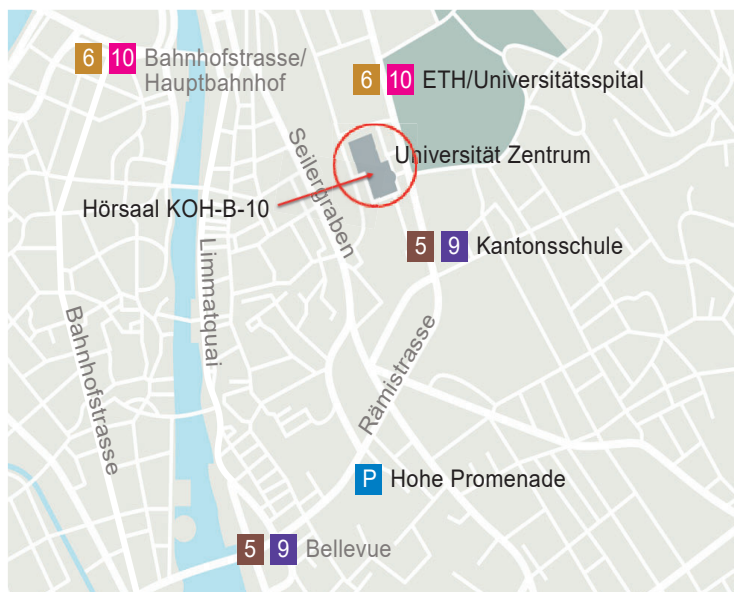 6 10 Bahnhofstrasse/
Hauptbahnhof
6 10 ETH/Universitätsspital
Seilergraben
Universität Zentrum
Hörsaal KOH-B-10
5 9 Kantonsschule
Limmatquai
Bahnhofstrasse
Rämistrasse
P Hohe Promenade
5 9 Bellevue